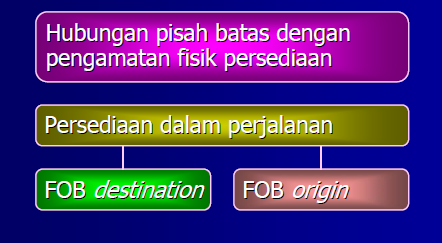 Hubungan pisah batas dengan
pengamatan fisik persediaan
Persediaan dalam perjalanan
FOB destination
FOB origin